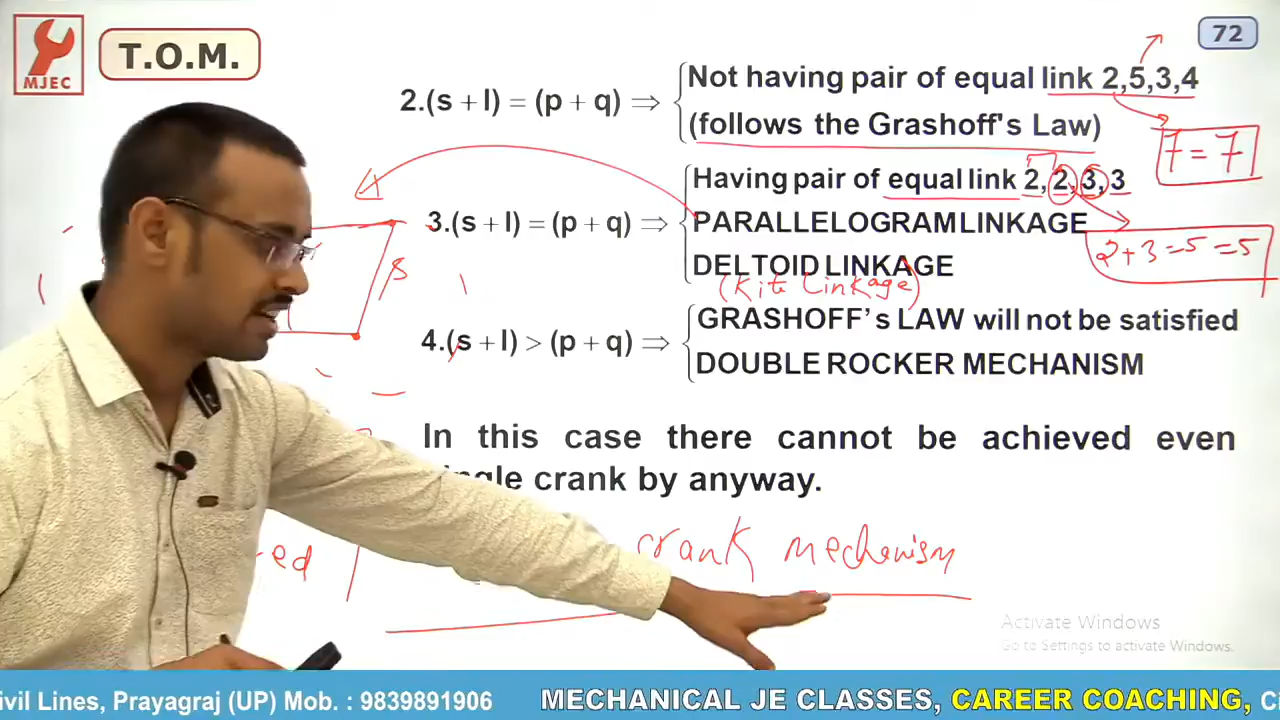 MJEC
T.O.M.
72
2.(s + l) = (p + q) ⇒
Not having pair of equal link 2,5,3,4
(follows the Grashoff's Law)
7 = 7
3.(s + l) = (p + q) ⇒
Having pair of equal link 2, 2, 3, 3
PARALLELOGRAM LINKAGE
DELTOID LINKAGE
(Kite Linkage)
2+3=5 =5
4.(s + l) > (p + q) ⇒
GRASHOFF's LAW will not be satisfied
DOUBLE ROCKER MECHANISM
In this case there cannot be achieved even
crank by anyway.
crank mechanism
Activate Windows
Go to Settings to activate Windows.
Lines, Prayagraj (UP) Mob. : 9839891906
MECHANICAL JE CLASSES, CAREER COACHING,